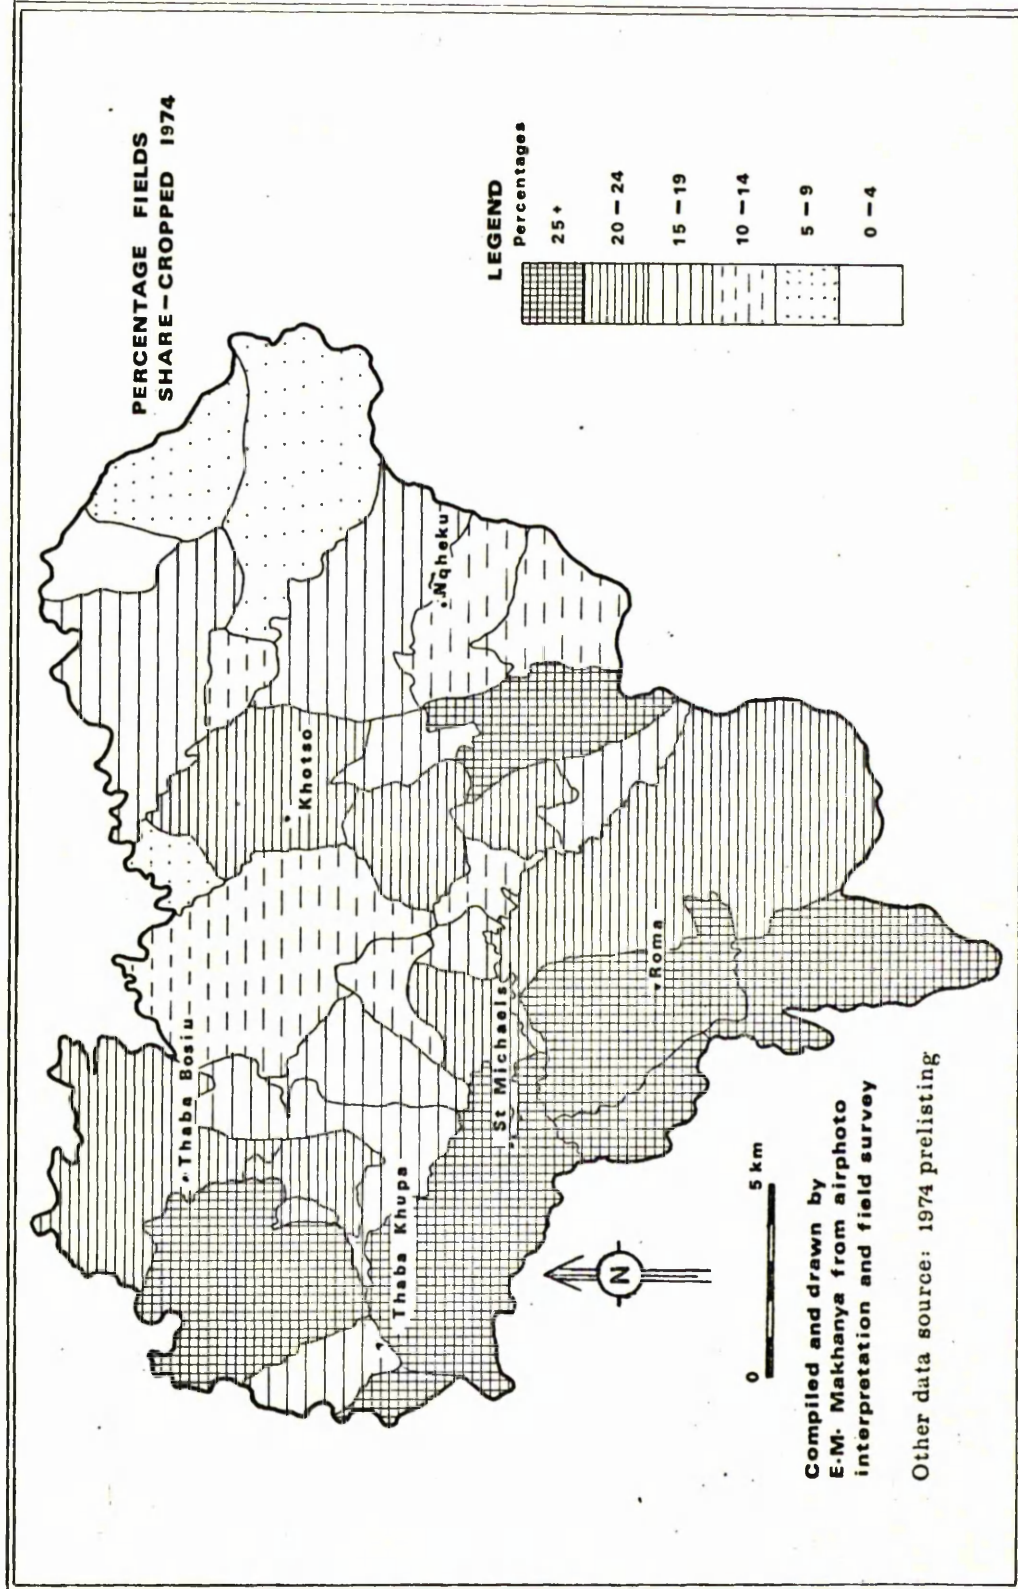 PERCENTAGE FIELDS
SHARE-CROPPED 1974
LEGEND
Percentages
25+
20-24
15-19
10-14
5-9
0-4
Thaba Bosiu
Khotso
Nqheku
Thaba Khupa
St Michaels
Roma
N
0 5 km
Compiled and drawn by
E·M· Makhanya from airphoto
interpretation and field survey
Other data source: 1974 prelisting